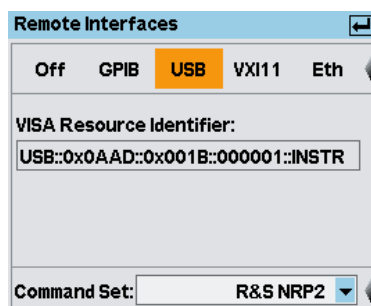 Remote Interfaces
Off GPIB USB VXI11 Eth
VISA Resource Identifier:
USB::0x0AAD::0x001B::000001::INSTR
Command Set: R&S NRP2